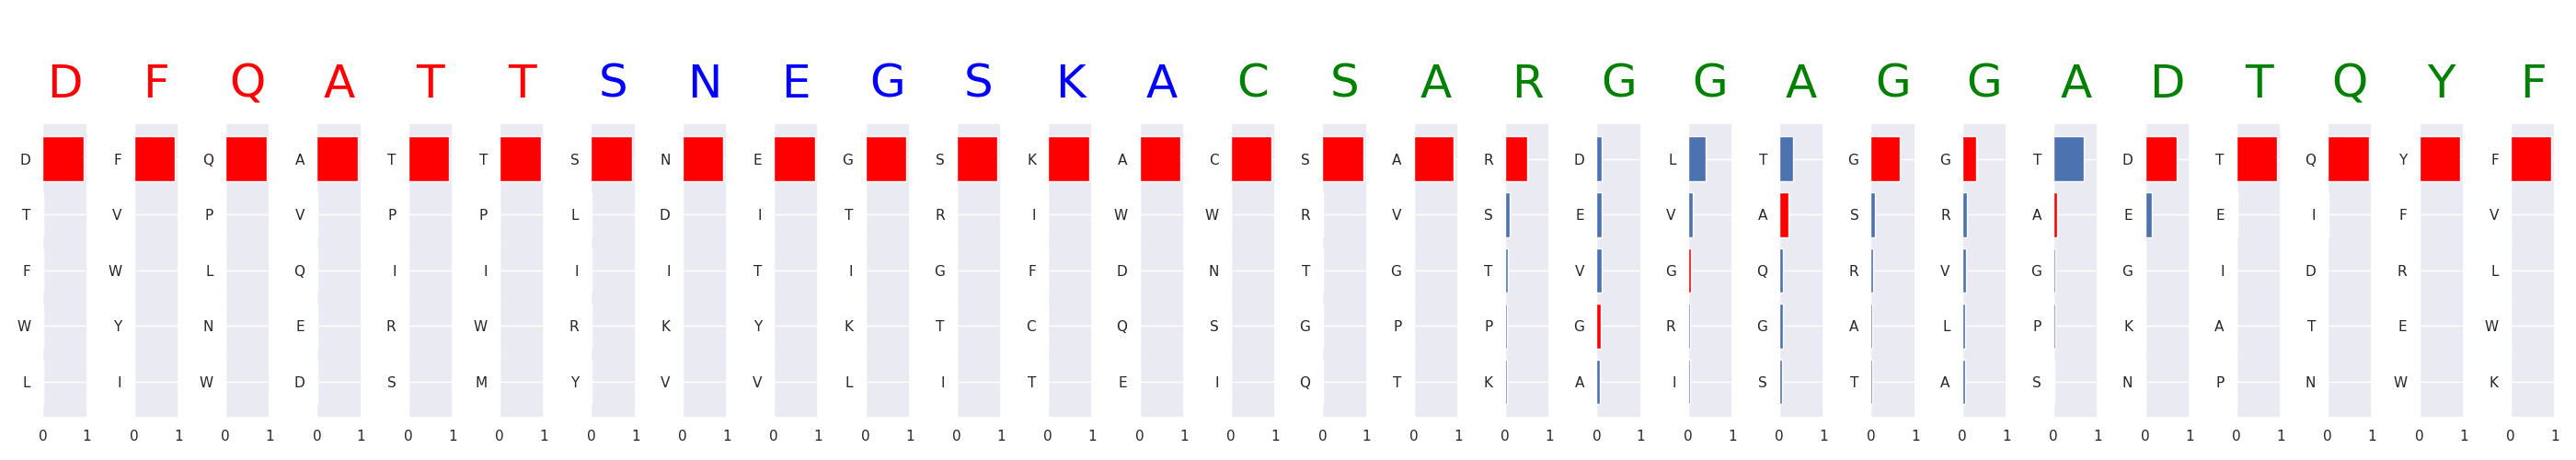 D F Q A T T S N E G S K A C S A R G G A G G A D T Q Y F
D F Q A T T S N E G S K A C S A R D L T G G T D T Q Y F
T V P V P P L D I T R I W W R V S E V A S R A E E I F V
F W L Q I I I I T I G F D N T G T V G Q R V G G I D R L
W Y N E R W R K Y K T C Q S G P P G R G A L P K A T E W
L I W D S M Y V V L I T E I Q T K A I S T A S N P N W K
0 1 0 1 0 1 0 1 0 1 0 1 0 1 0 1 0 1 0 1 0 1 0 1 0 1 0 1 0 1 0 1 0 1 0 1 0 1 0 1 0 1 0 1 0 1 0 1 0 1 0 1 0 1 0 1